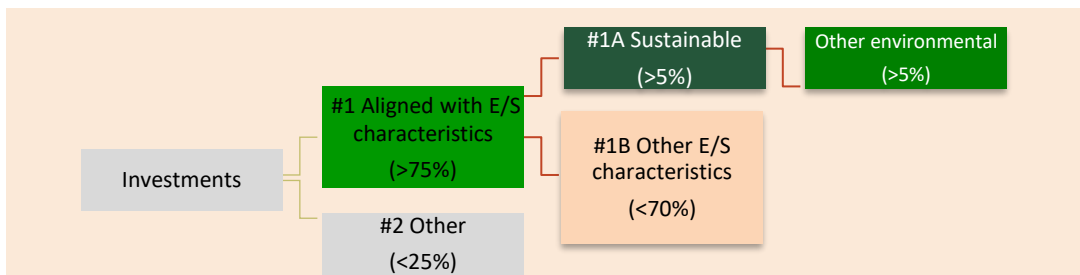 #1A Sustainable
(>5%)
Other environmental
(>5%)
#1 Aligned with E/S
characteristics
(>75%)
#1B Other E/S
characteristics
(<70%)
Investments
#2 Other
(<25%)